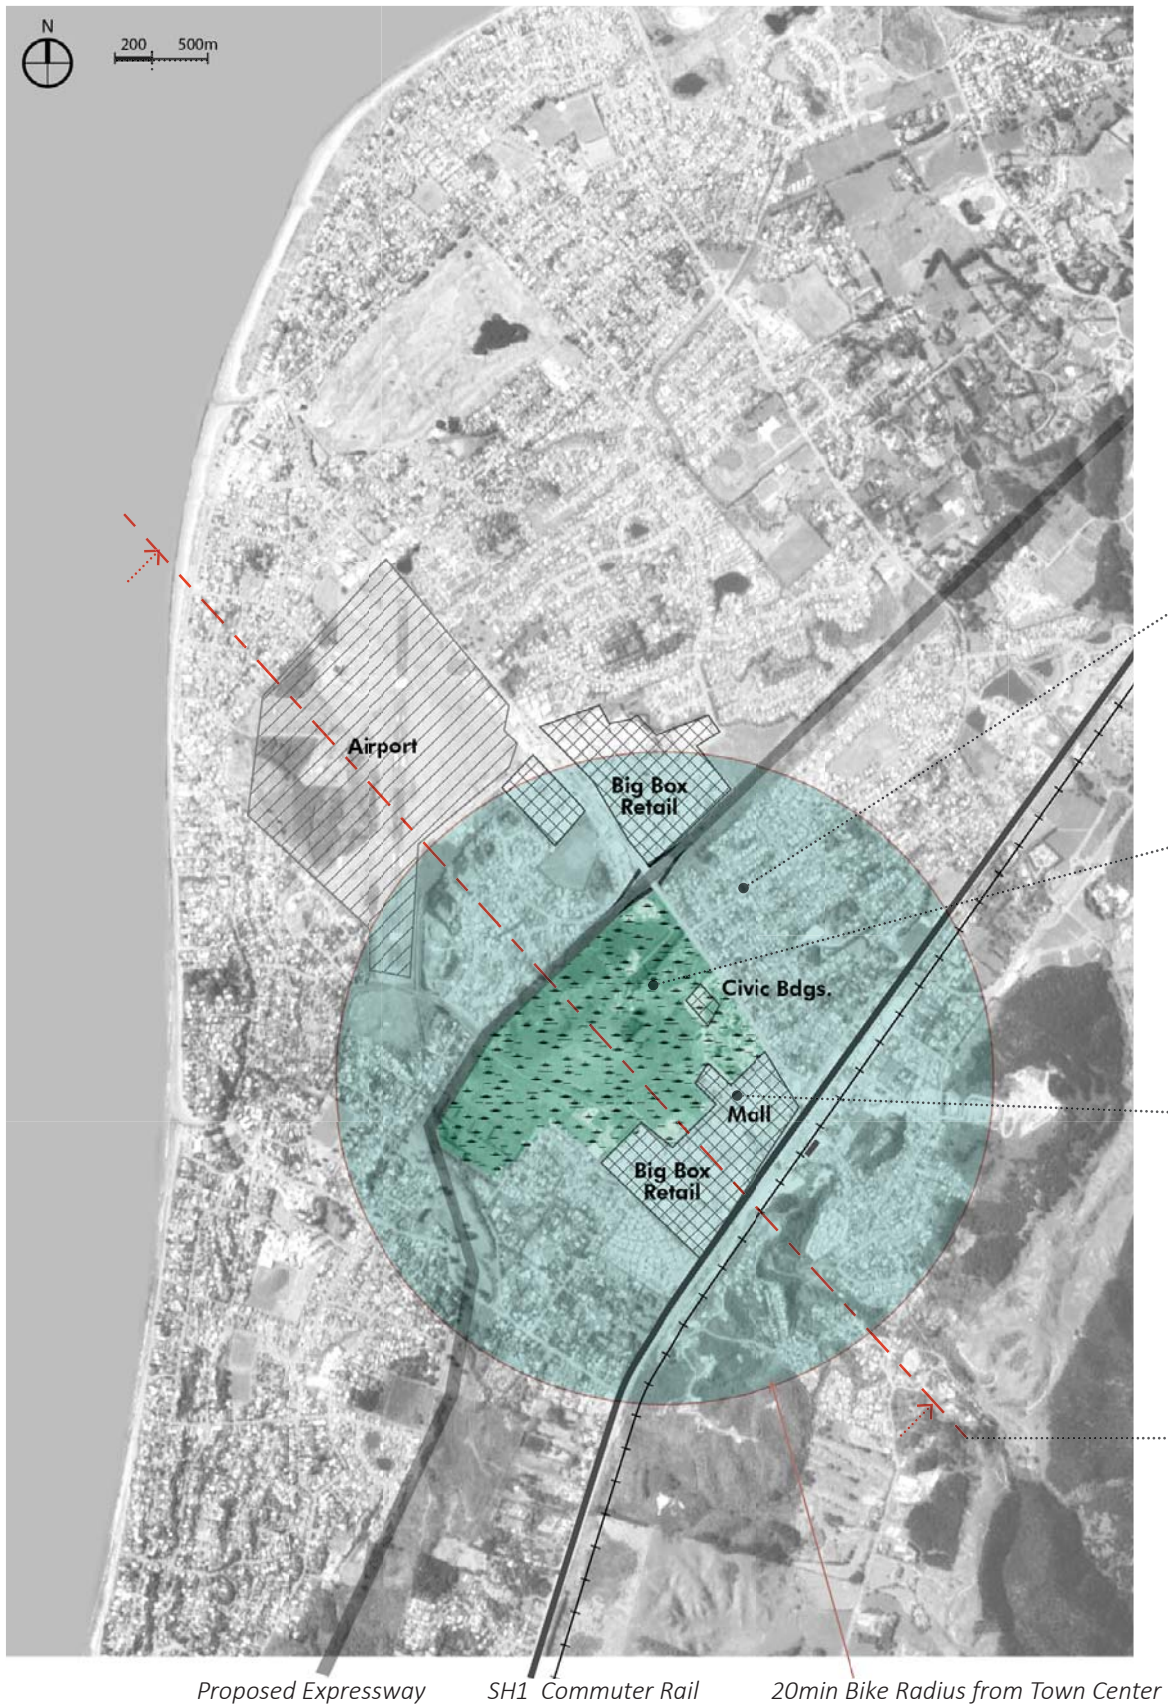 N
200 500m
Airport
Big Box
Retail
Civic Bdgs.
Mall
Big Box
Retail
Proposed Expressway
SH1 Commuter Rail
20min Bike Radius from Town Center